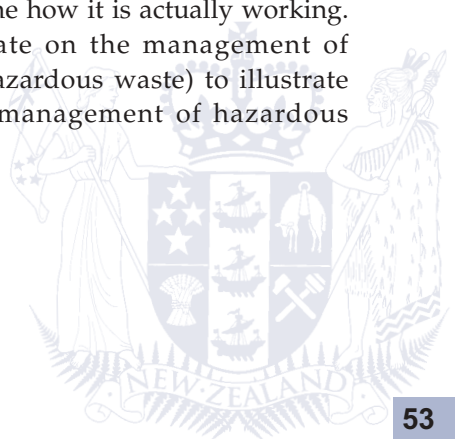 ne how it is actually working.
ate on the management of
azardous waste) to illustrate
management of hazardous
NEW ZEALAND
53